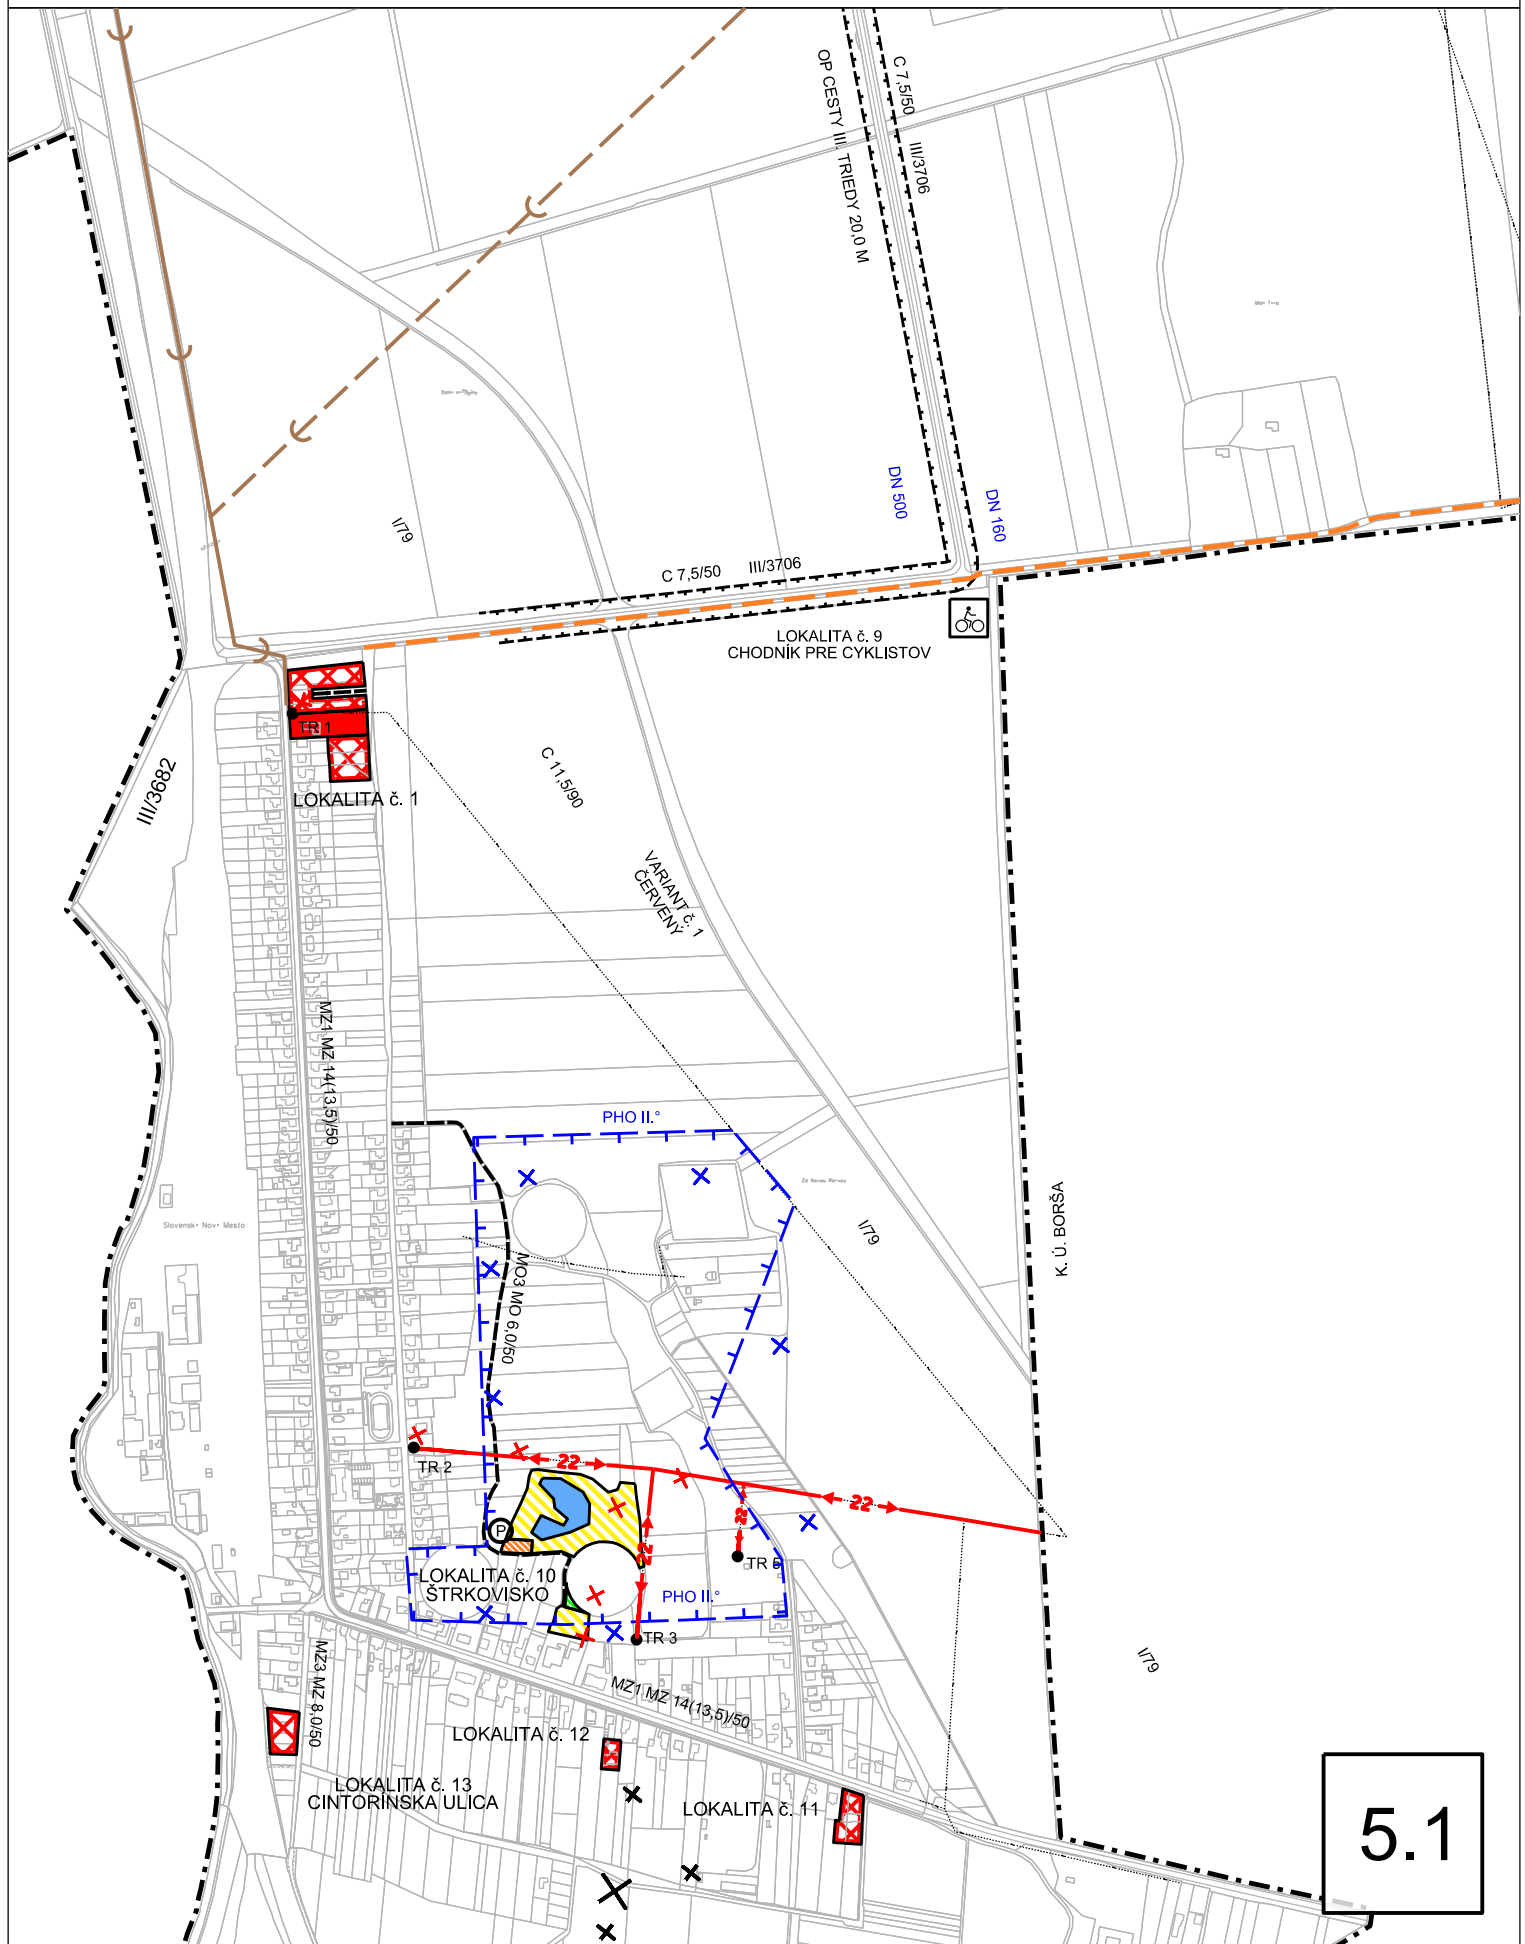 C 7,5/50
OP CESTY III. TRIEDY 20,0 M
III/3706
DN 500
DN 160
I/79
C 7,5/50
III/3706
LOKALITA č. 9
CHODNÍK PRE CYKLISTOV
TR 1
III/3682
LOKALITA č. 1
C 11,5/90
VARIANT č. 1
ČERVENÝ
MZ1 MZ 14(13,5)/50
PHO II.°
K. Ú. BORŠA
I/79
MO3 MO 6,0/50
TR 2
22
22
22
22
P
TR 5
LOKALITA č. 10
ŠTRKOVISKO
PHO II.°
TR 3
I/79
MZ3 MZ 8,0/50
MZ1 MZ 14(13,5)/50
LOKALITA č. 12
LOKALITA č. 13
CINTORÍNSKA ULICA
LOKALITA č. 11
5.1